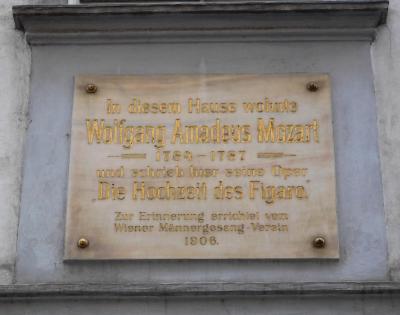 In diesem Hause wohnte
Wolfgang Amadeus Mozart
1784-1787
und schrieb hier seine Oper
„Die Hochzeit des Figaro."
Zur Erinnerung errichtet vom
Wiener Männergesang-Verein
1906.